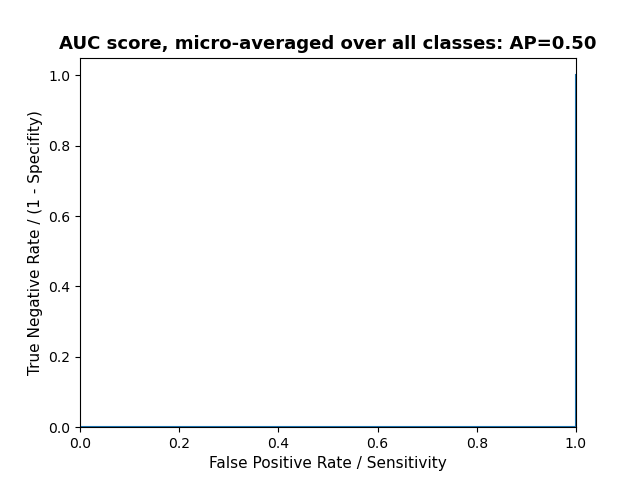 AUC score, micro-averaged over all classes: AP=0.50
True Negative Rate / (1 - Specifity)
1.0
0.8
0.6
0.4
0.2
0.0
0.0 0.2 0.4 0.6 0.8 1.0
False Positive Rate / Sensitivity